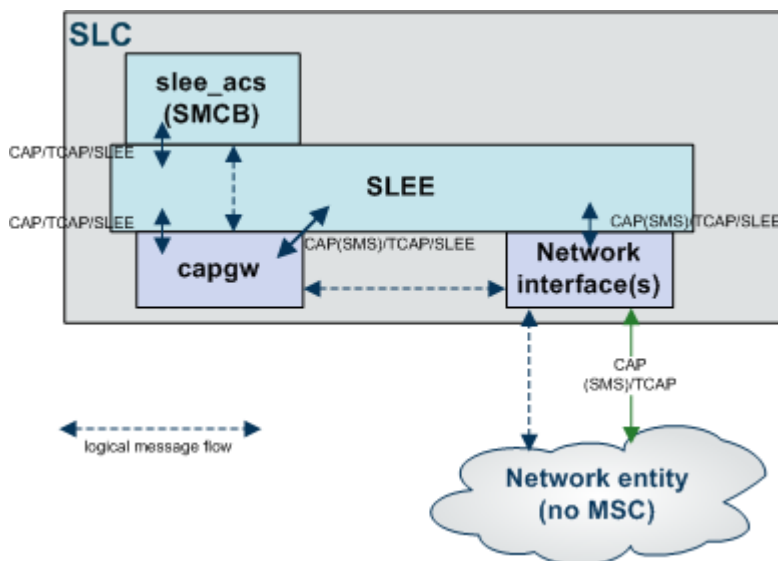 SLC
slee_acs
(SMCB)
CAP/TCAP/SLEE
SLEE
CAP/TCAP/SLEE
CAP(SMS)/TCAP/SLEE
CAP(SMS)/TCAP/SLEE
capgw
Network
interface(s)
CAP
(SMS)/TCAP
logical message flow
Network entity
(no MSC)